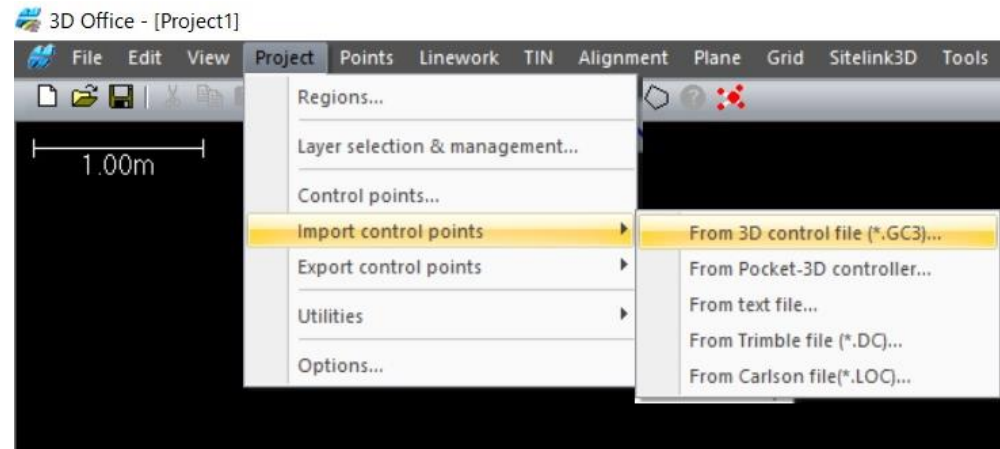 3D Office - [Project1]
File Edit View Project Points Linework TIN Alignment Plane Grid Sitelink3D Tools
1.00m
Regions...
Layer selection & management...
Control points...
Import control points
Export control points
Utilities
Options...
From 3D control file (*.GC3)...
From Pocket-3D controller...
From text file...
From Trimble file (*.DC)...
From Carlson file(*.LOC)...